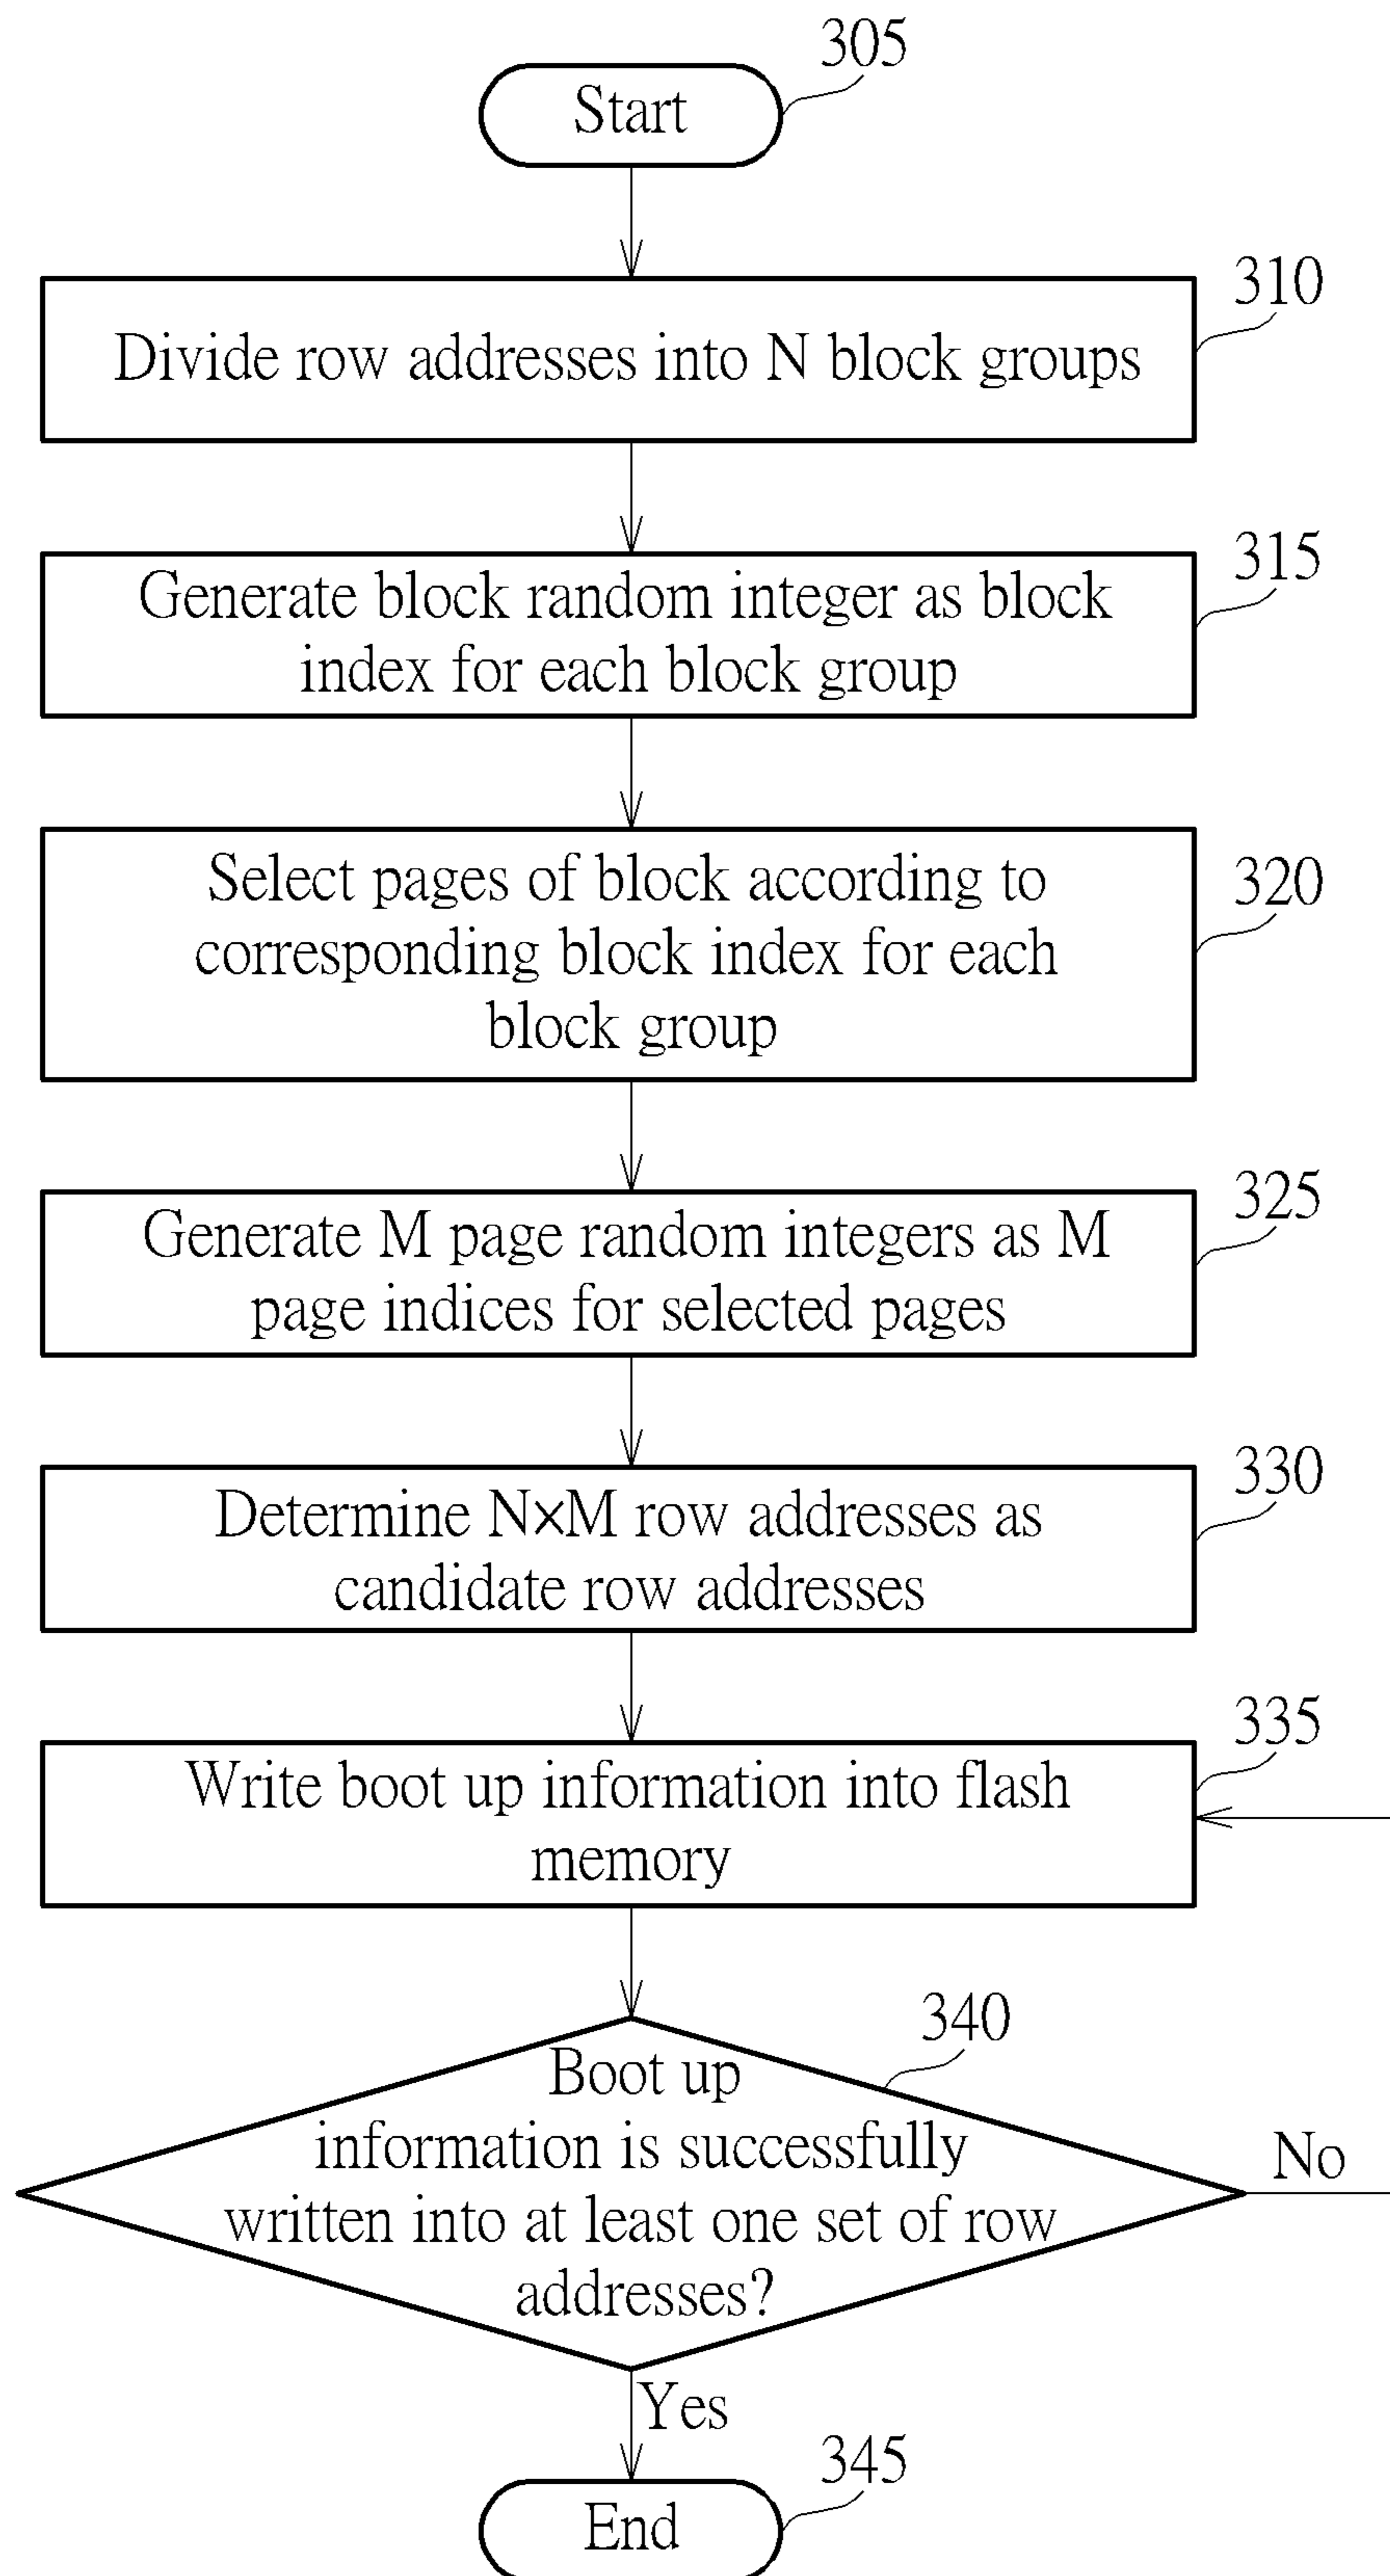 305
Start
310
Divide row addresses into N block groups
315
Generate block random integer as block
index for each block group
320
Select pages of block according to
corresponding block index for each
block group
325
Generate M page random integers as M
page indices for selected pages
330
Determine N×M row addresses as
candidate row addresses
335
Write boot up information into flash
memory
340
Boot up
information is successfully
written into at least one set of row
addresses?
No
Yes
345
End